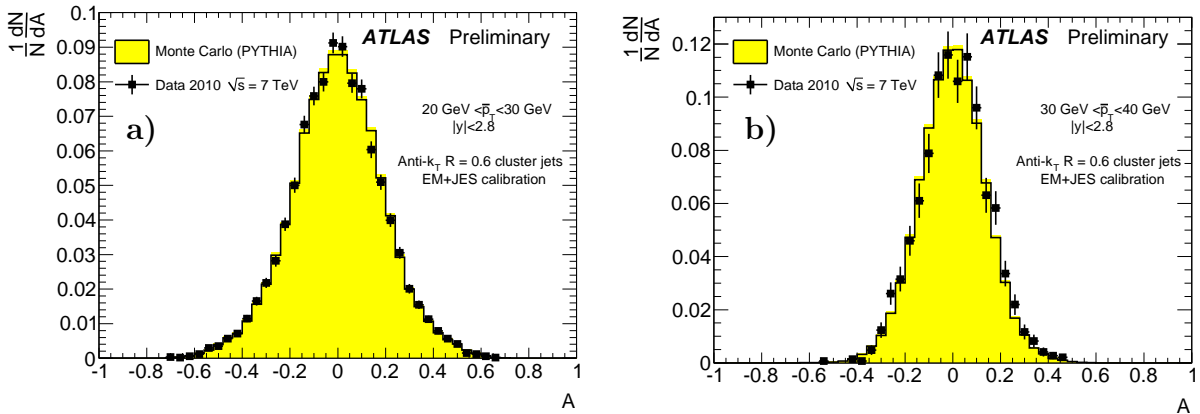 1 dN
N dA
ATLAS Preliminary
Monte Carlo (PYTHIA)
Data 2010 √s = 7 TeV
20 GeV <p̅_T<30 GeV
|y|<2.8
a)
Anti-k_T R = 0.6 cluster jets
EM+JES calibration
0.1
0.09
0.08
0.07
0.06
0.05
0.04
0.03
0.02
0.01
0
-1 -0.8 -0.6 -0.4 -0.2 0 0.2 0.4 0.6 0.8 1
A
1 dN
N dA
ATLAS Preliminary
Monte Carlo (PYTHIA)
Data 2010 √s = 7 TeV
30 GeV <p̅_T<40 GeV
|y|<2.8
b)
Anti-k_T R = 0.6 cluster jets
EM+JES calibration
0.12
0.1
0.08
0.06
0.04
0.02
0
-1 -0.8 -0.6 -0.4 -0.2 0 0.2 0.4 0.6 0.8 1
A